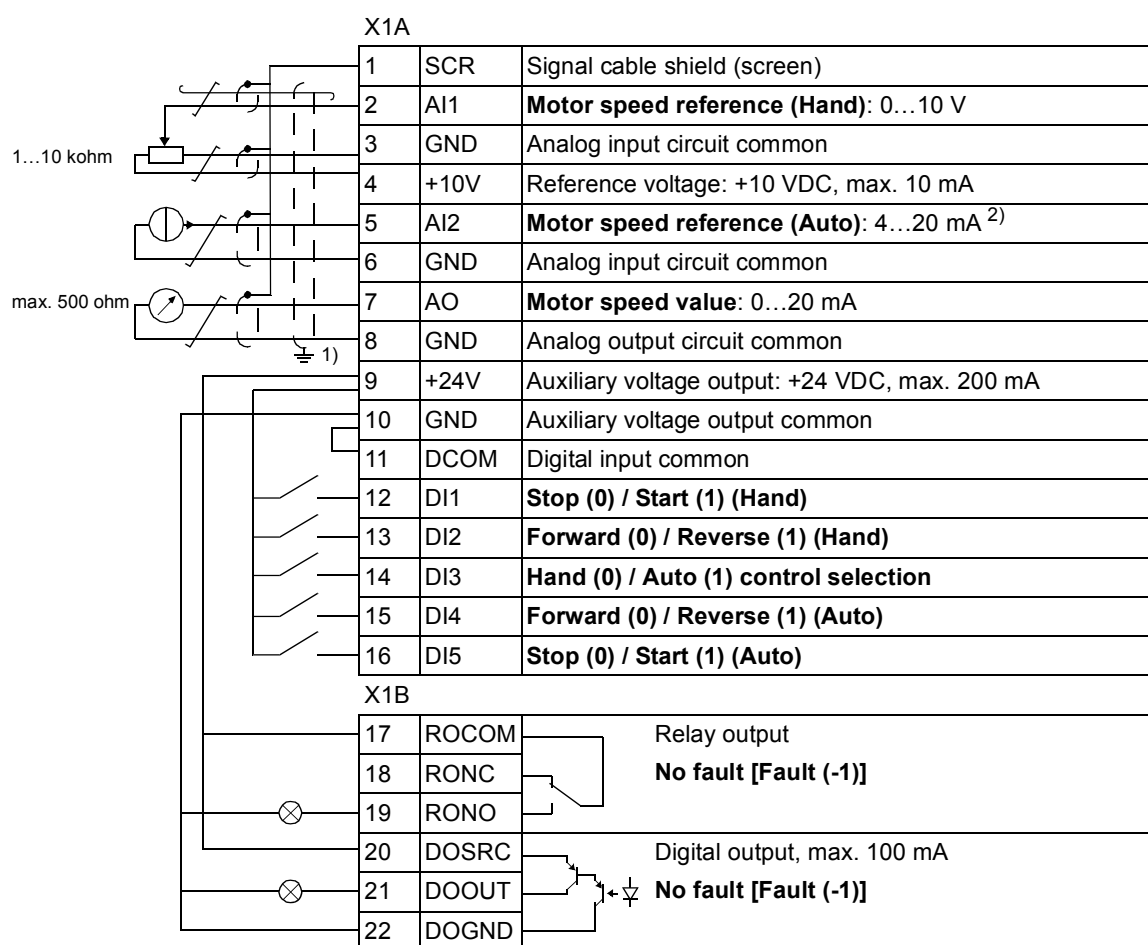 X1A
1 SCR Signal cable shield (screen)
2 AI1 Motor speed reference (Hand): 0…10 V
3 GND Analog input circuit common
1…10 kohm
4 +10V Reference voltage: +10 VDC, max. 10 mA
5 AI2 Motor speed reference (Auto): 4…20 mA 2)
6 GND Analog input circuit common
max. 500 ohm
7 AO Motor speed value: 0…20 mA
8 GND Analog output circuit common
1)
9 +24V Auxiliary voltage output: +24 VDC, max. 200 mA
10 GND Auxiliary voltage output common
11 DCOM Digital input common
12 DI1 Stop (0) / Start (1) (Hand)
13 DI2 Forward (0) / Reverse (1) (Hand)
14 DI3 Hand (0) / Auto (1) control selection
15 DI4 Forward (0) / Reverse (1) (Auto)
16 DI5 Stop (0) / Start (1) (Auto)
X1B
17 ROCOM Relay output
18 RONC No fault [Fault (-1)]
19 RONO
20 DOSRC Digital output, max. 100 mA
21 DOOUT No fault [Fault (-1)]
22 DOGND